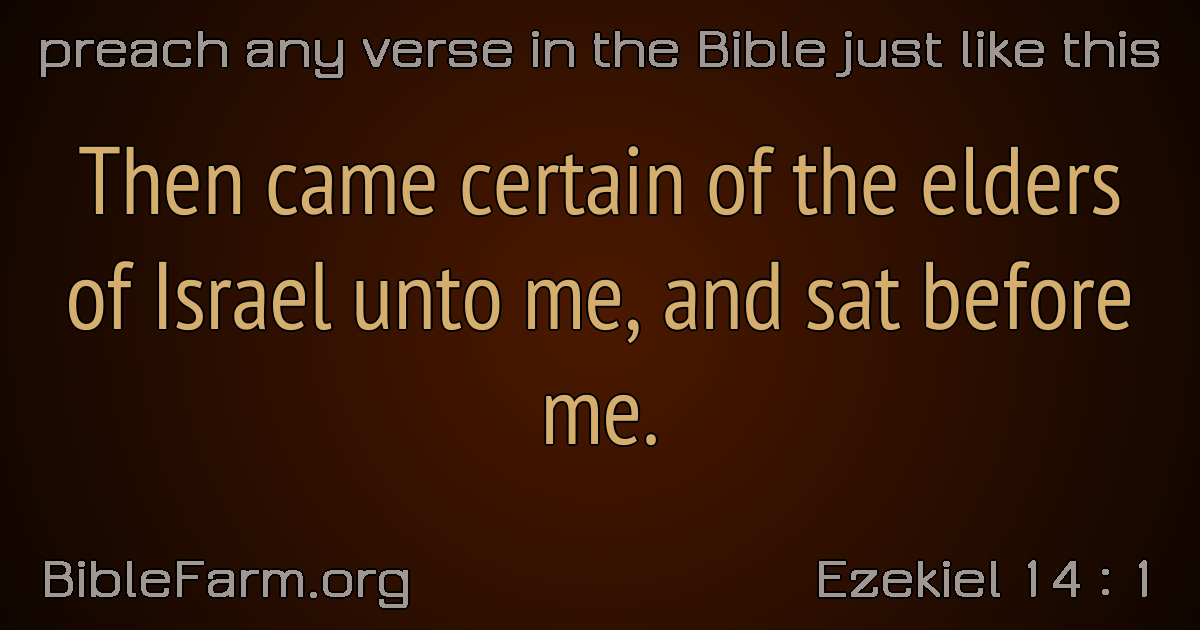 preach any verse in the Bible just like this
Then came certain of the elders
of Israel unto me, and sat before
me.
BibleFarm.org
Ezekiel 14 : 1